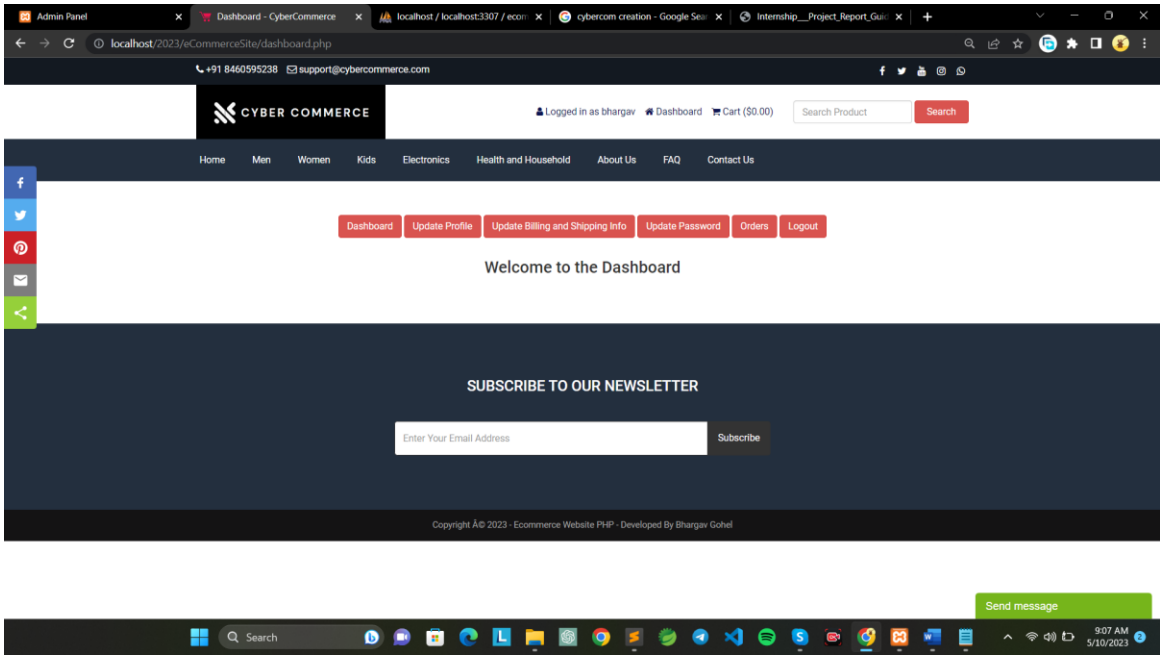 Admin Panel Dashboard - CyberCommerce localhost / localhost:3307 / ecom cybercom creation - Google Sear Internship__Project_Report_Guid
localhost/2023/eCommerceSite/dashboard.php
+91 8460595238 support@cybercommerce.com
CYBER COMMERCE
Logged in as bhargav Dashboard Cart ($0.00) Search Product Search
Home Men Women Kids Electronics Health and Household About Us FAQ Contact Us
Dashboard Update Profile Update Billing and Shipping Info Update Password Orders Logout
Welcome to the Dashboard
SUBSCRIBE TO OUR NEWSLETTER
Enter Your Email Address Subscribe
Copyright Â© 2023 - Ecommerce Website PHP - Developed By Bhargav Gohel
Send message
Search
9:07 AM
5/10/2023
2